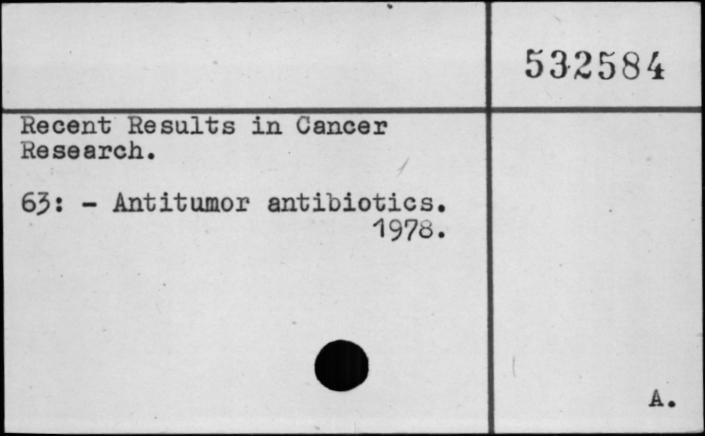 532584
Recent Results in Cancer
Research.
63: - Antitumor antibiotics.
1978.
A.